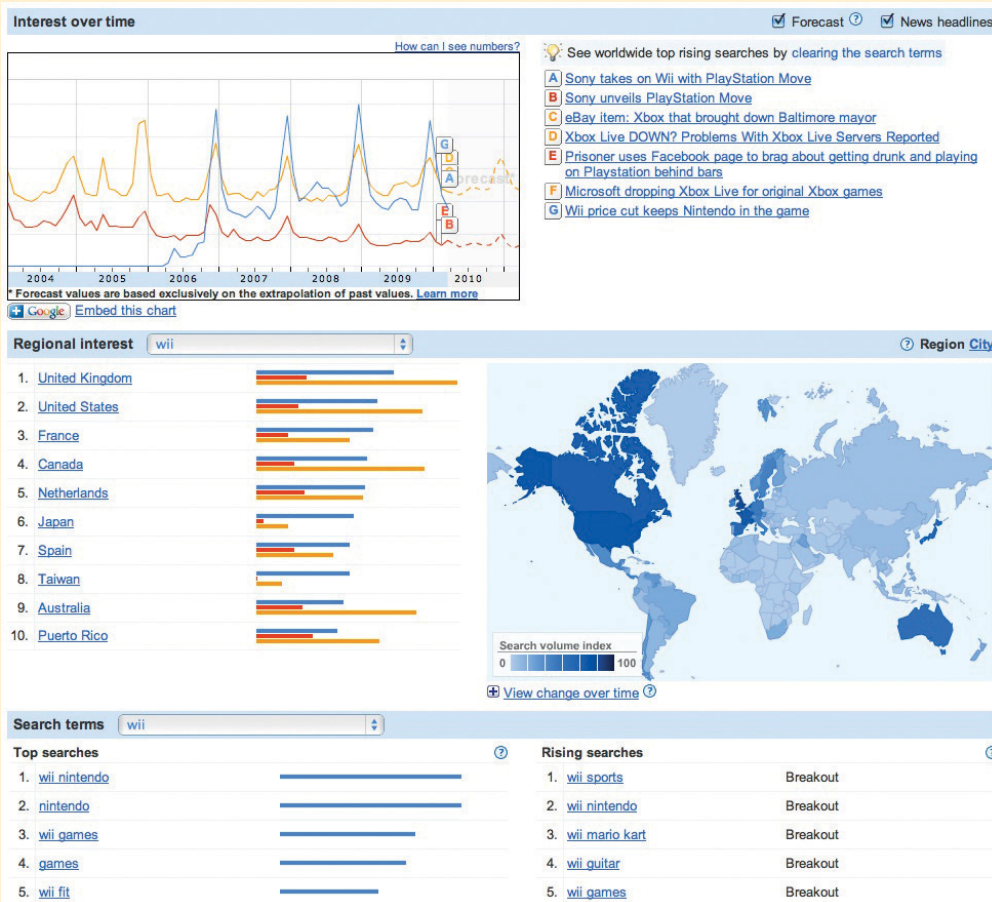 Interest over time
Forecast ?
News headlines
How can I see numbers?
See worldwide top rising searches by clearing the search terms
A Sony takes on Wii with PlayStation Move
B Sony unveils PlayStation Move
C eBay item: Xbox that brought down Baltimore mayor
D Xbox Live DOWN? Problems With Xbox Live Servers Reported
E Prisoner uses Facebook page to brag about getting drunk and playing
on Playstation behind bars
F Microsoft dropping Xbox Live for original Xbox games
G Wii price cut keeps Nintendo in the game
G
D
A
E
B
Forecast*
2004 2005 2006 2007 2008 2009 2010
* Forecast values are based exclusively on the extrapolation of past values. Learn more
+ Google Embed this chart
Regional interest wii
? Region City
1. United Kingdom
2. United States
3. France
4. Canada
5. Netherlands
6. Japan
7. Spain
8. Taiwan
9. Australia
10. Puerto Rico
Search volume index
0 100
+ View change over time ?
Search terms wii
Top searches ?
1. wii nintendo
2. nintendo
3. wii games
4. games
5. wii fit
Rising searches ?
1. wii sports Breakout
2. wii nintendo Breakout
3. wii mario kart Breakout
4. wii guitar Breakout
5. wii games Breakout